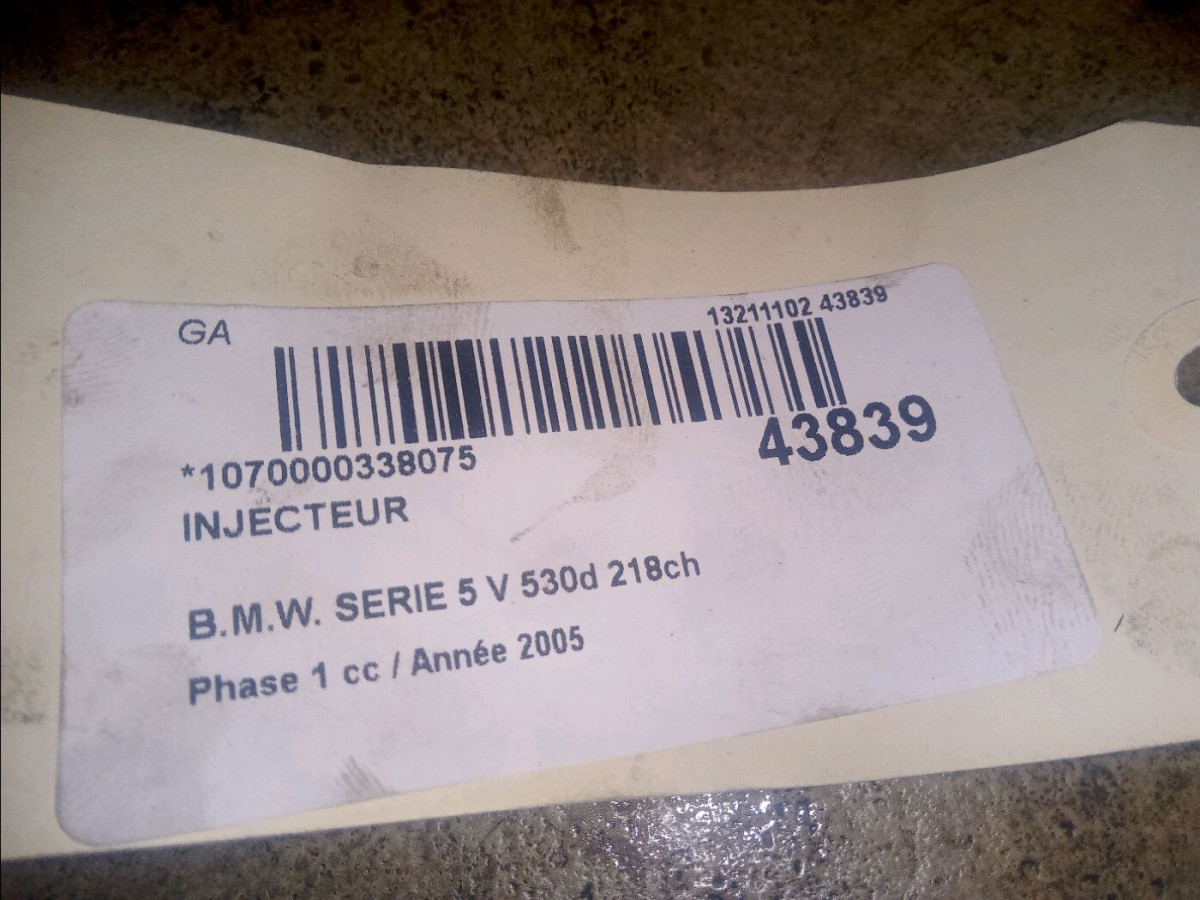 GA
13211102 43839
43839
*1070000338075
INJECTEUR
B.M.W. SERIE 5 V 530d 218ch
Phase 1 cc / Année 2005